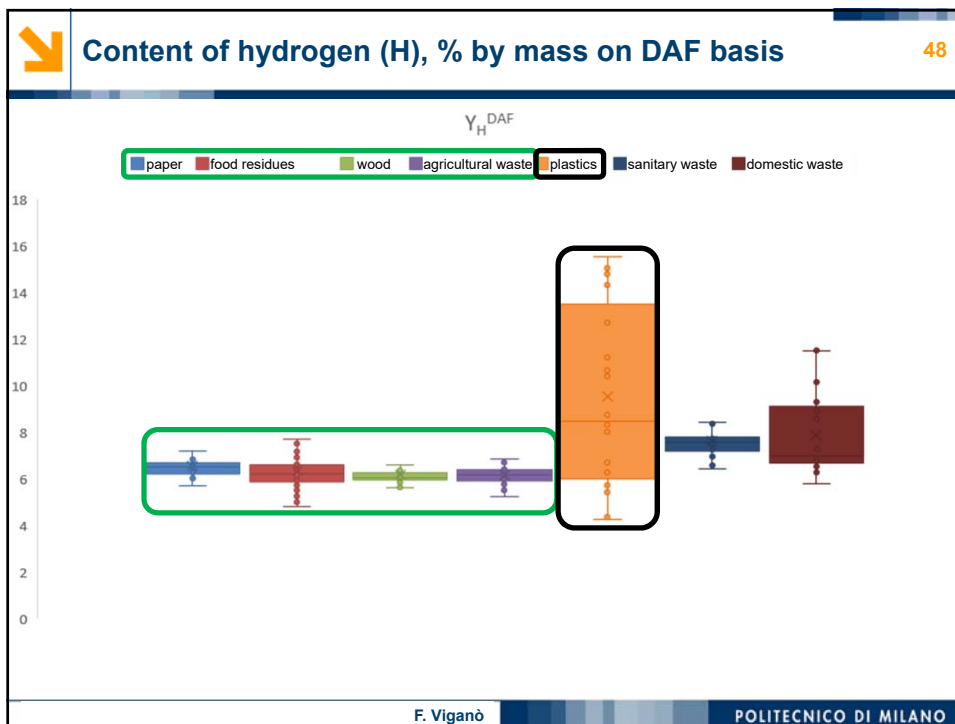 Content of hydrogen (H), % by mass on DAF basis
48
Y_H^DAF
paper food residues wood agricultural waste plastics sanitary waste domestic waste
18
16
14
12
10
8
6
4
2
0
F. Viganò
POLITECNICO DI MILANO